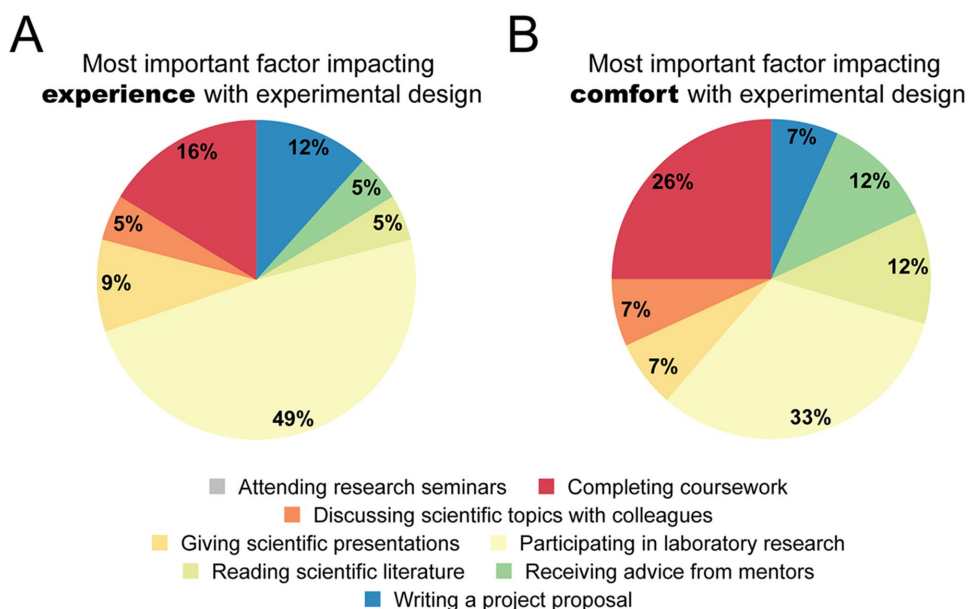 A
Most important factor impacting
experience with experimental design
16%
12%
5%
5%
5%
9%
49%
B
Most important factor impacting
comfort with experimental design
7%
26%
12%
12%
7%
7%
33%
Attending research seminars Completing coursework
Discussing scientific topics with colleagues
Giving scientific presentations Participating in laboratory research
Reading scientific literature Receiving advice from mentors
Writing a project proposal